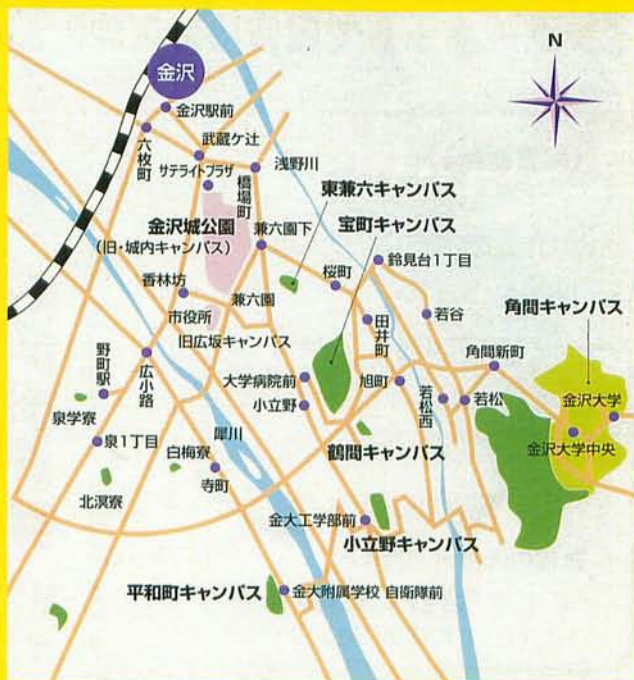 N
金沢
金沢駅前
六枚町
武蔵ケ辻
サテライトプラザ
橋場町
浅野川
東兼六キャンパス
金沢城公園
(旧・城内キャンパス)
兼六園下
宝町キャンパス
桜町
鈴見台1丁目
香林坊
兼六園
市役所
旧広坂キャンパス
田井町
若谷
角間キャンパス
角間新町
野町駅
広小路
大学病院前
旭町
小立野
若松西
若松
金沢大学
金沢大学中央
泉学寮
泉1丁目
白梅寮
犀川
鶴間キャンパス
北溟寮
寺町
金大工学部前
小立野キャンパス
平和町キャンパス
金大附属学校 自衛隊前